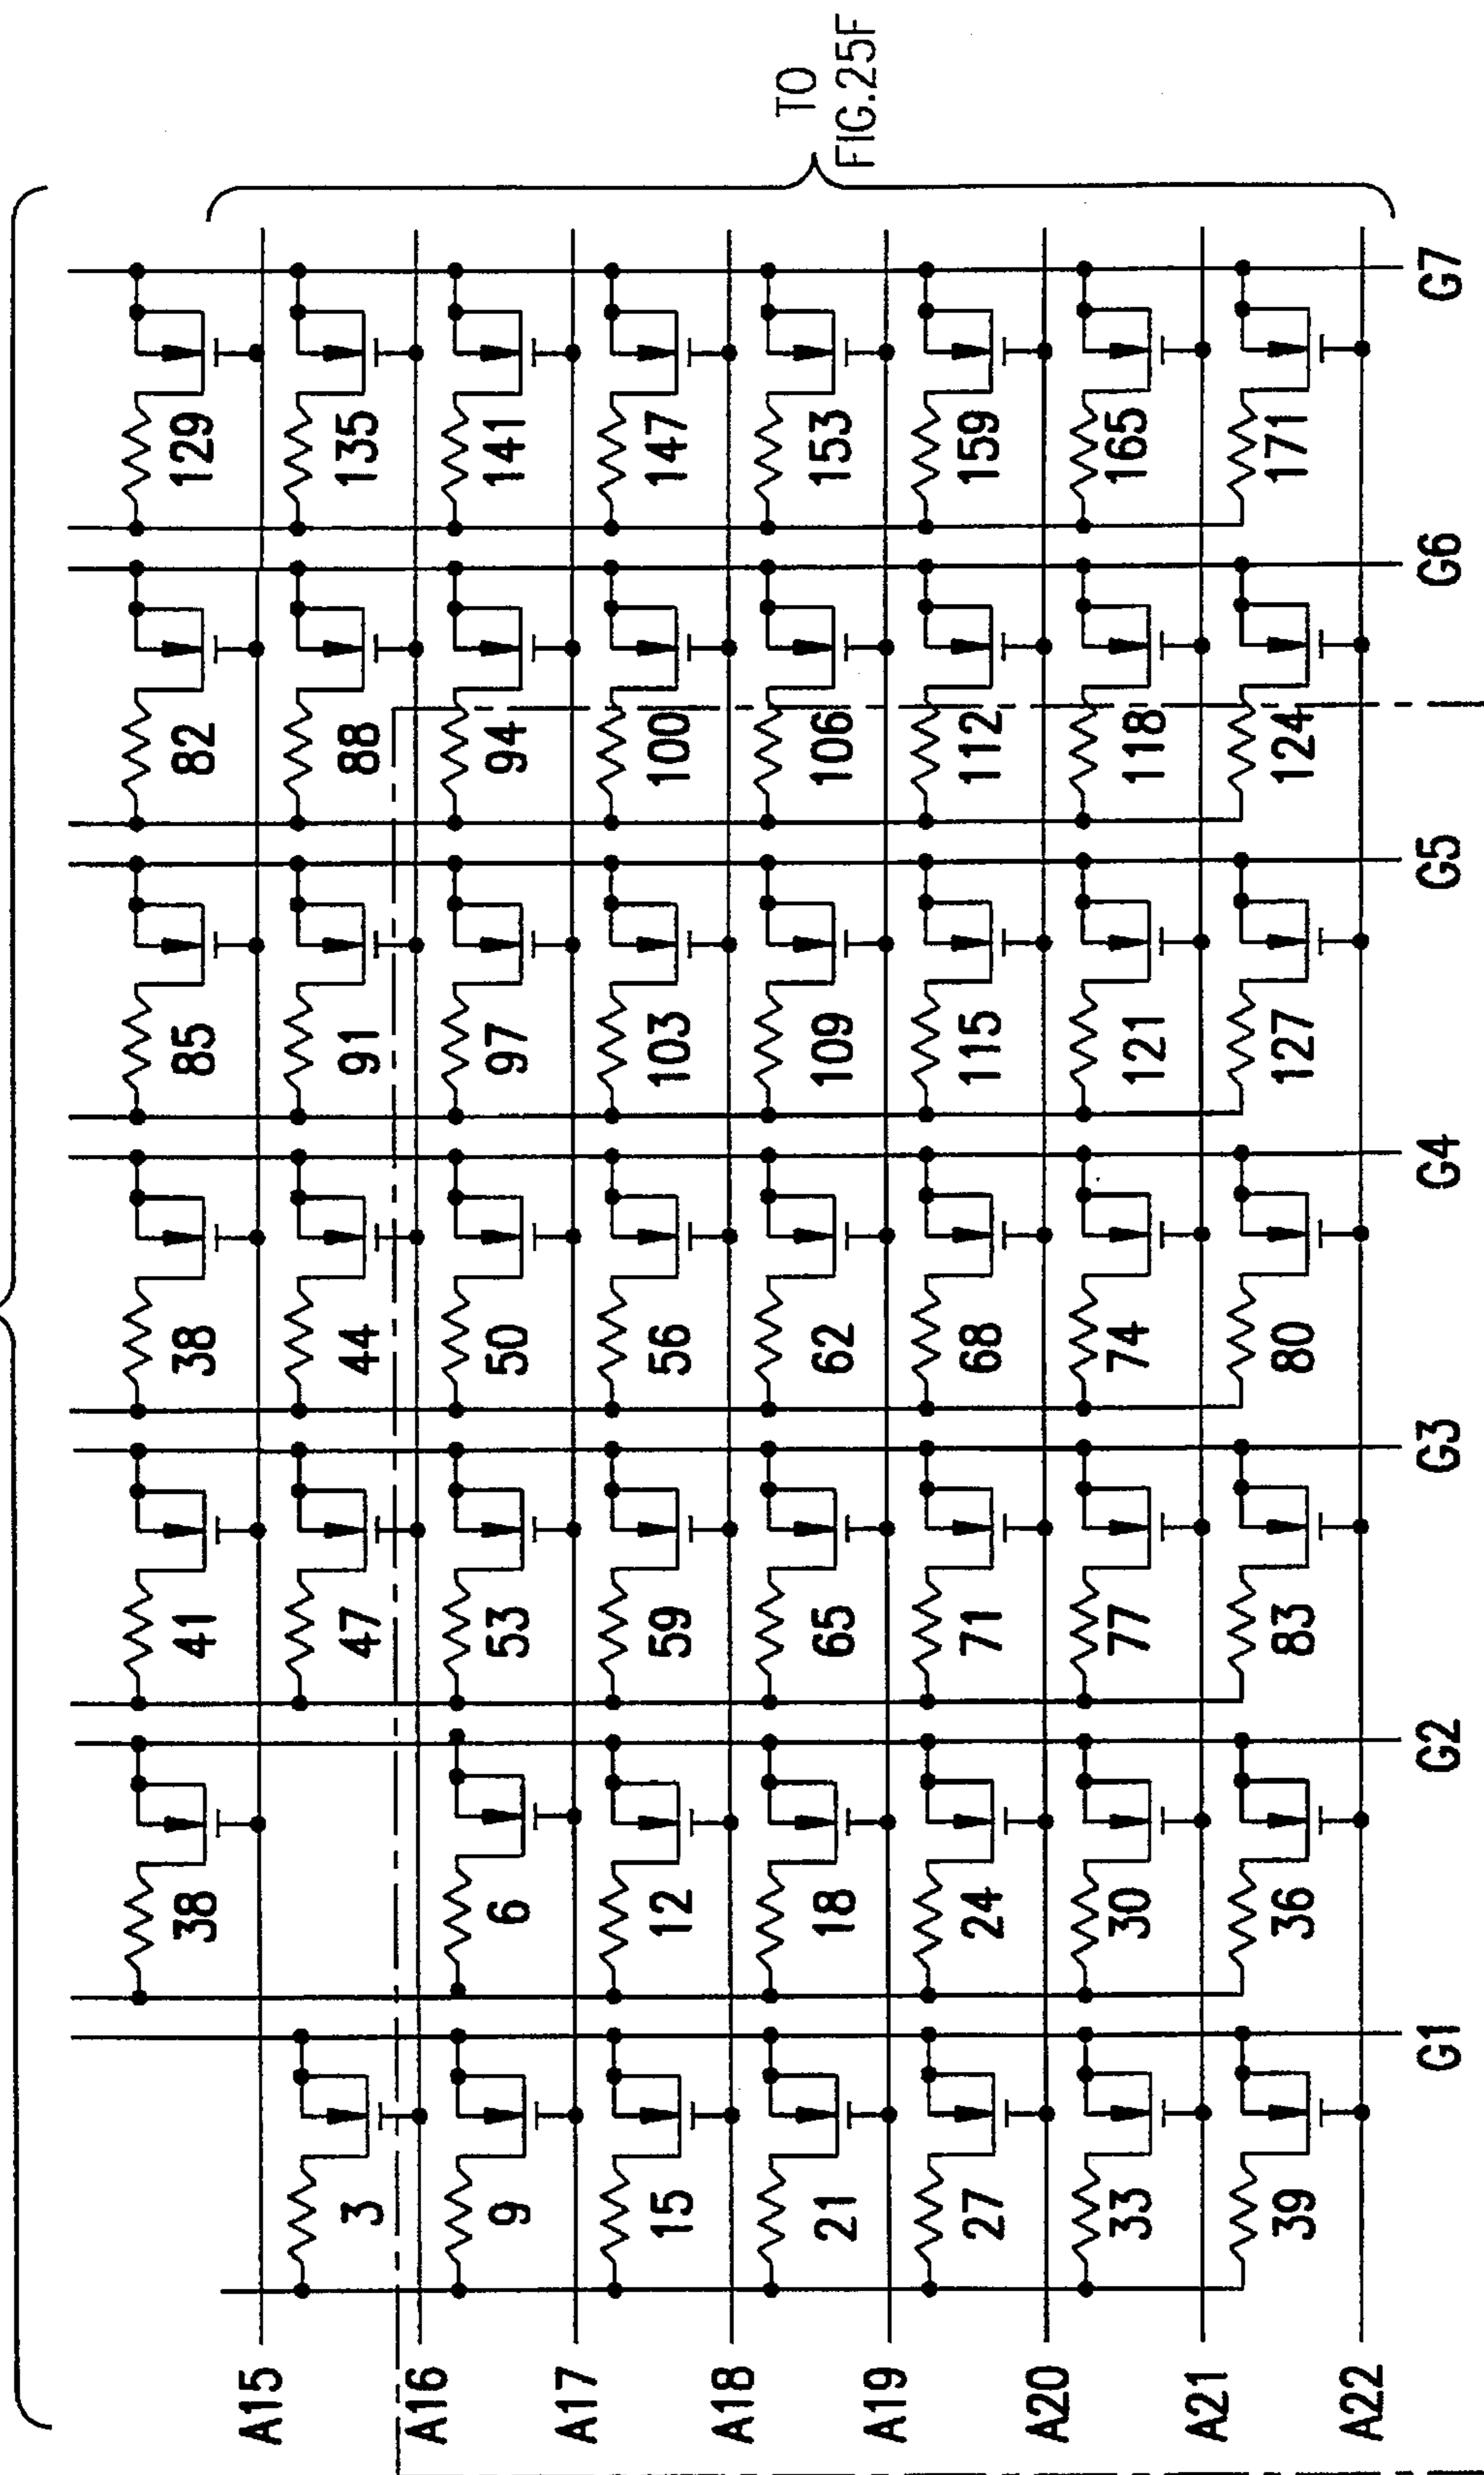 TO
FIG.25F
38 41 38 85 82 129
A15
3 47 44 91 88 135
A16
9 6 53 50 97 94 141
A17
15 12 59 56 103 100 147
A18
21 18 65 62 109 106 153
A19
27 24 71 68 115 112 159
A20
33 30 77 74 121 118 165
A21
39 36 83 80 127 124 171
A22
G1 G2 G3 G4 G5 G6 G7